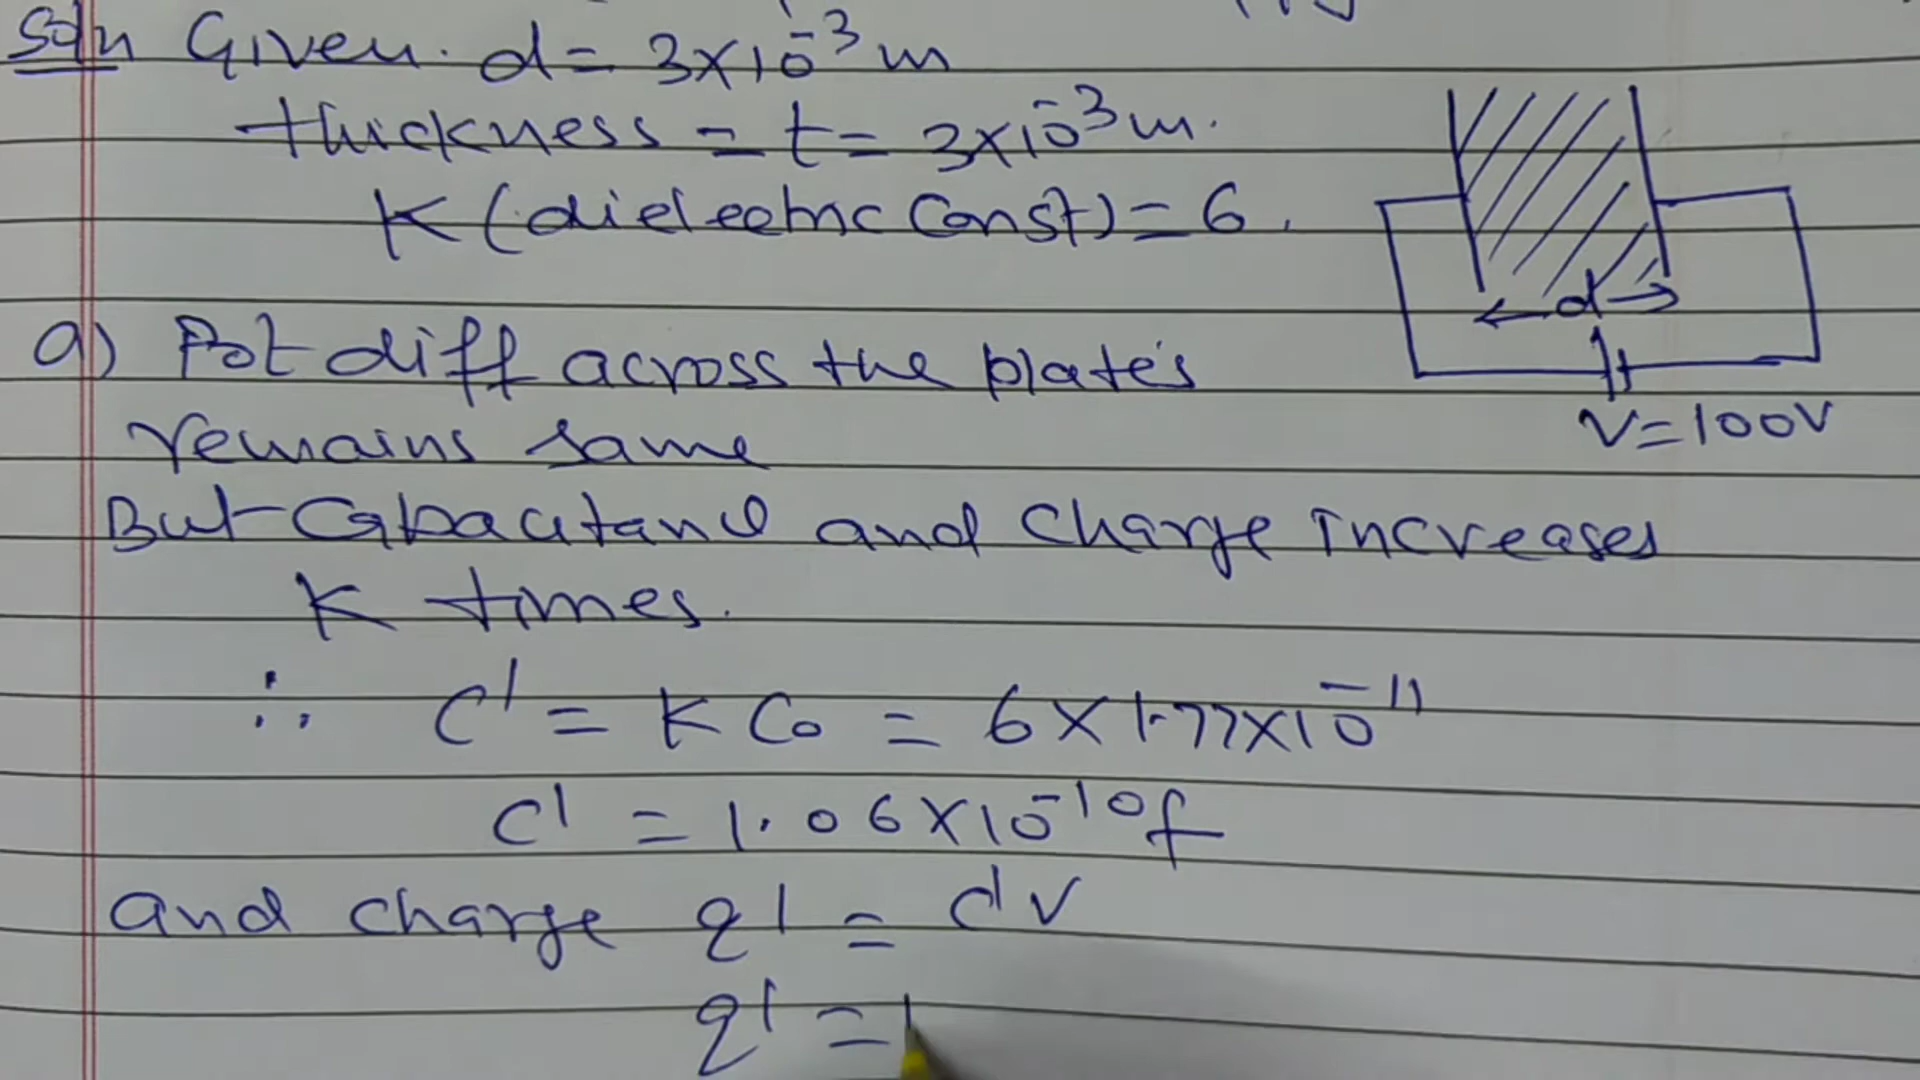 Soln Given. d = 3×10⁻³ m
thickness = t = 3×10⁻³ m.
K (dielectric Const) = 6.
d
V=100V
a) Pot diff across the plates
remains same
But Capacitance and charge increases
K times.
∴ C' = K C₀ = 6×1.77×10⁻¹¹
C' = 1.06×10⁻¹⁰ f
and charge q' = C'V
q' = 1